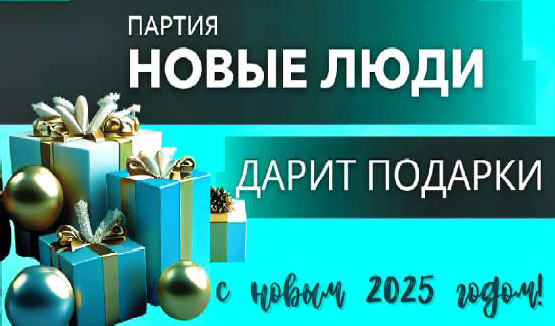 ПАРТИЯ
НОВЫЕ ЛЮДИ
ДАРИТ ПОДАРКИ
с новым 2025 годом!